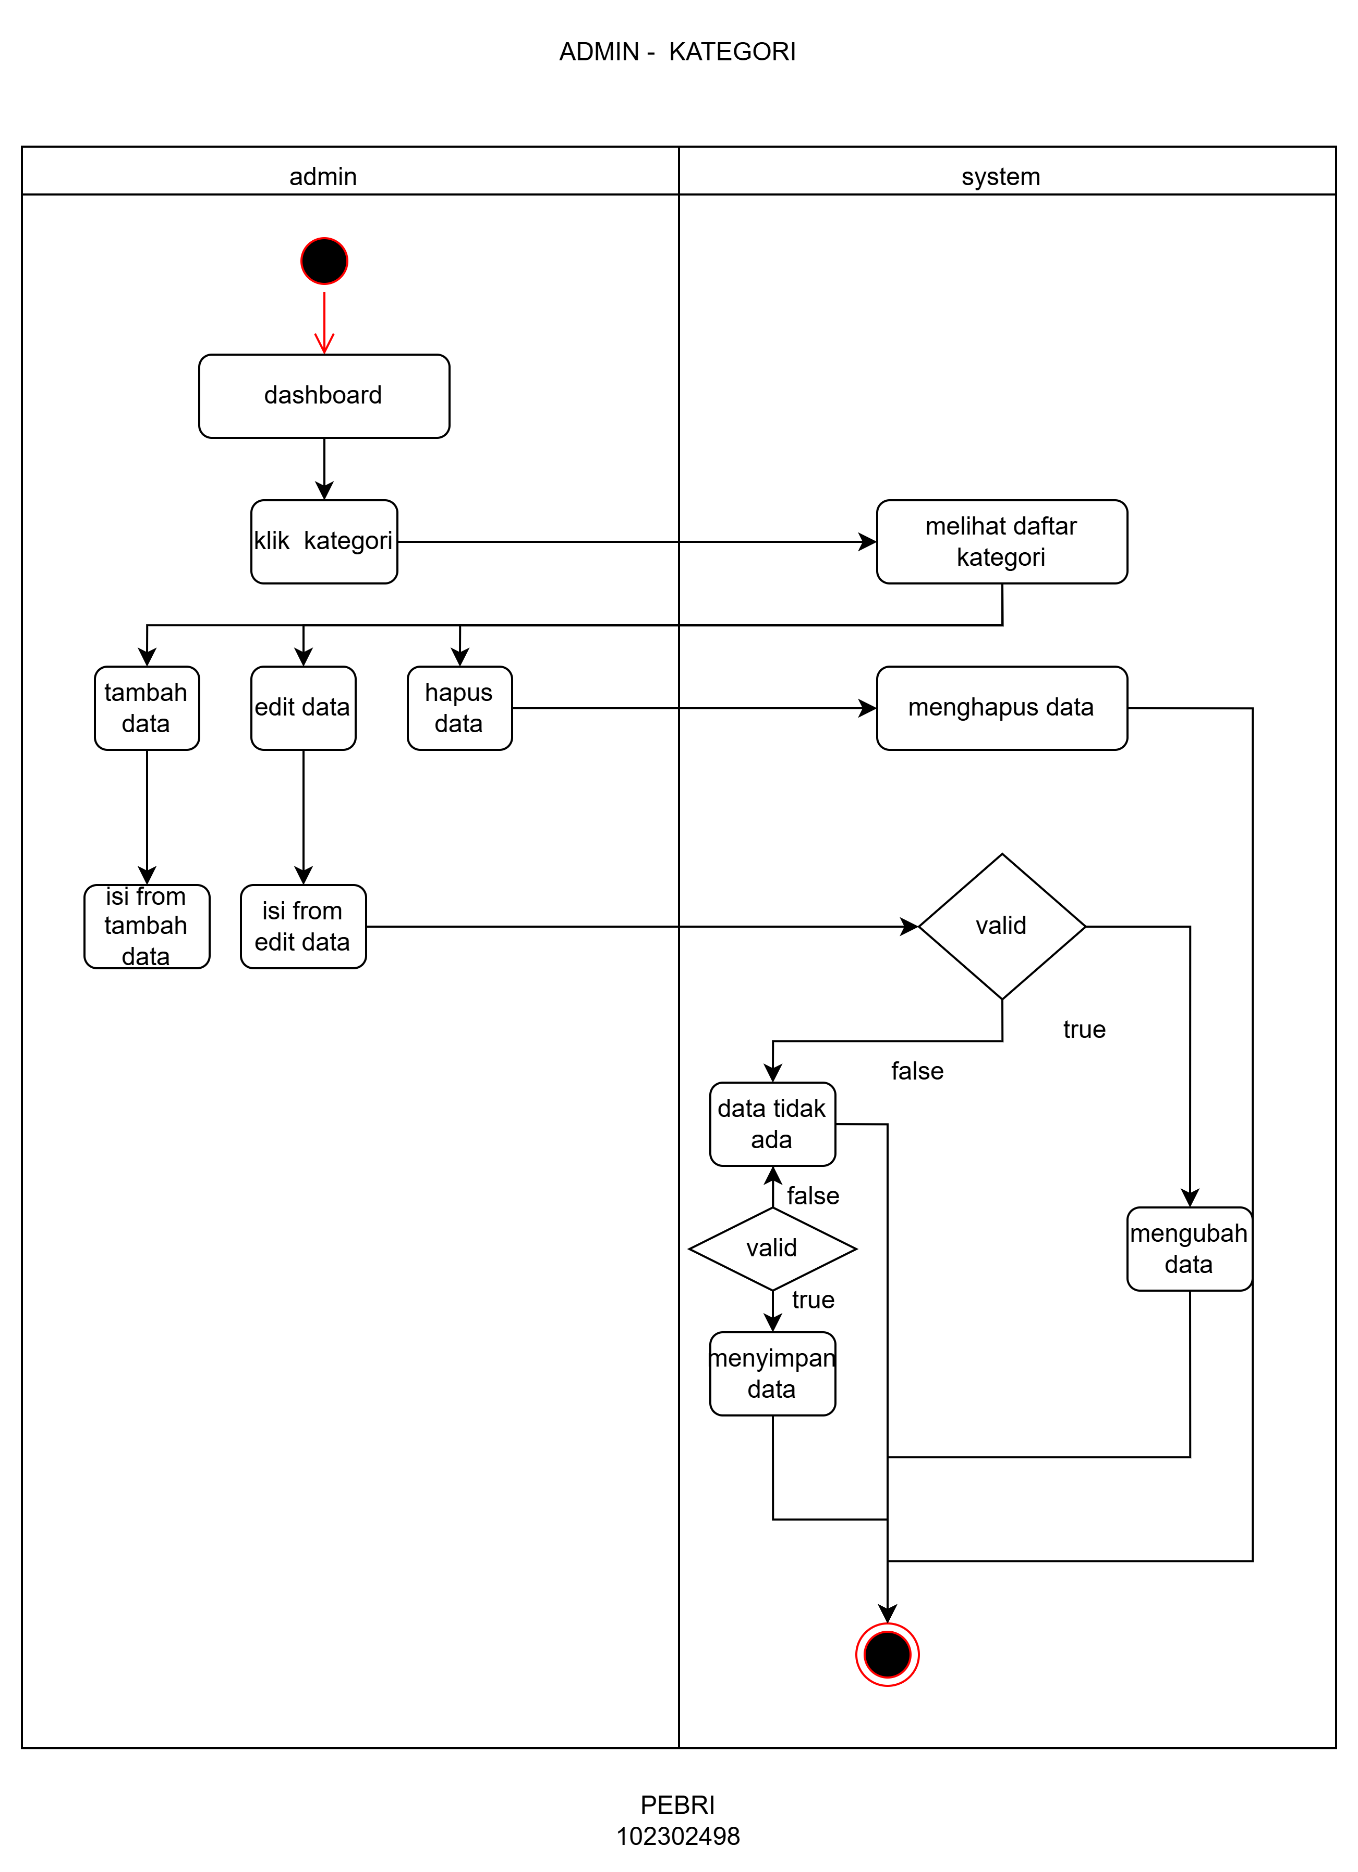 ADMIN -  KATEGORI
admin
system
dashboard
klik  kategori
melihat daftar
kategori
tambah
data
edit data
hapus
data
menghapus data
isi from
tambah
data
isi from
edit data
valid
true
false
data tidak
ada
false
valid
true
mengubah
data
menyimpan
data
PEBRI
102302498